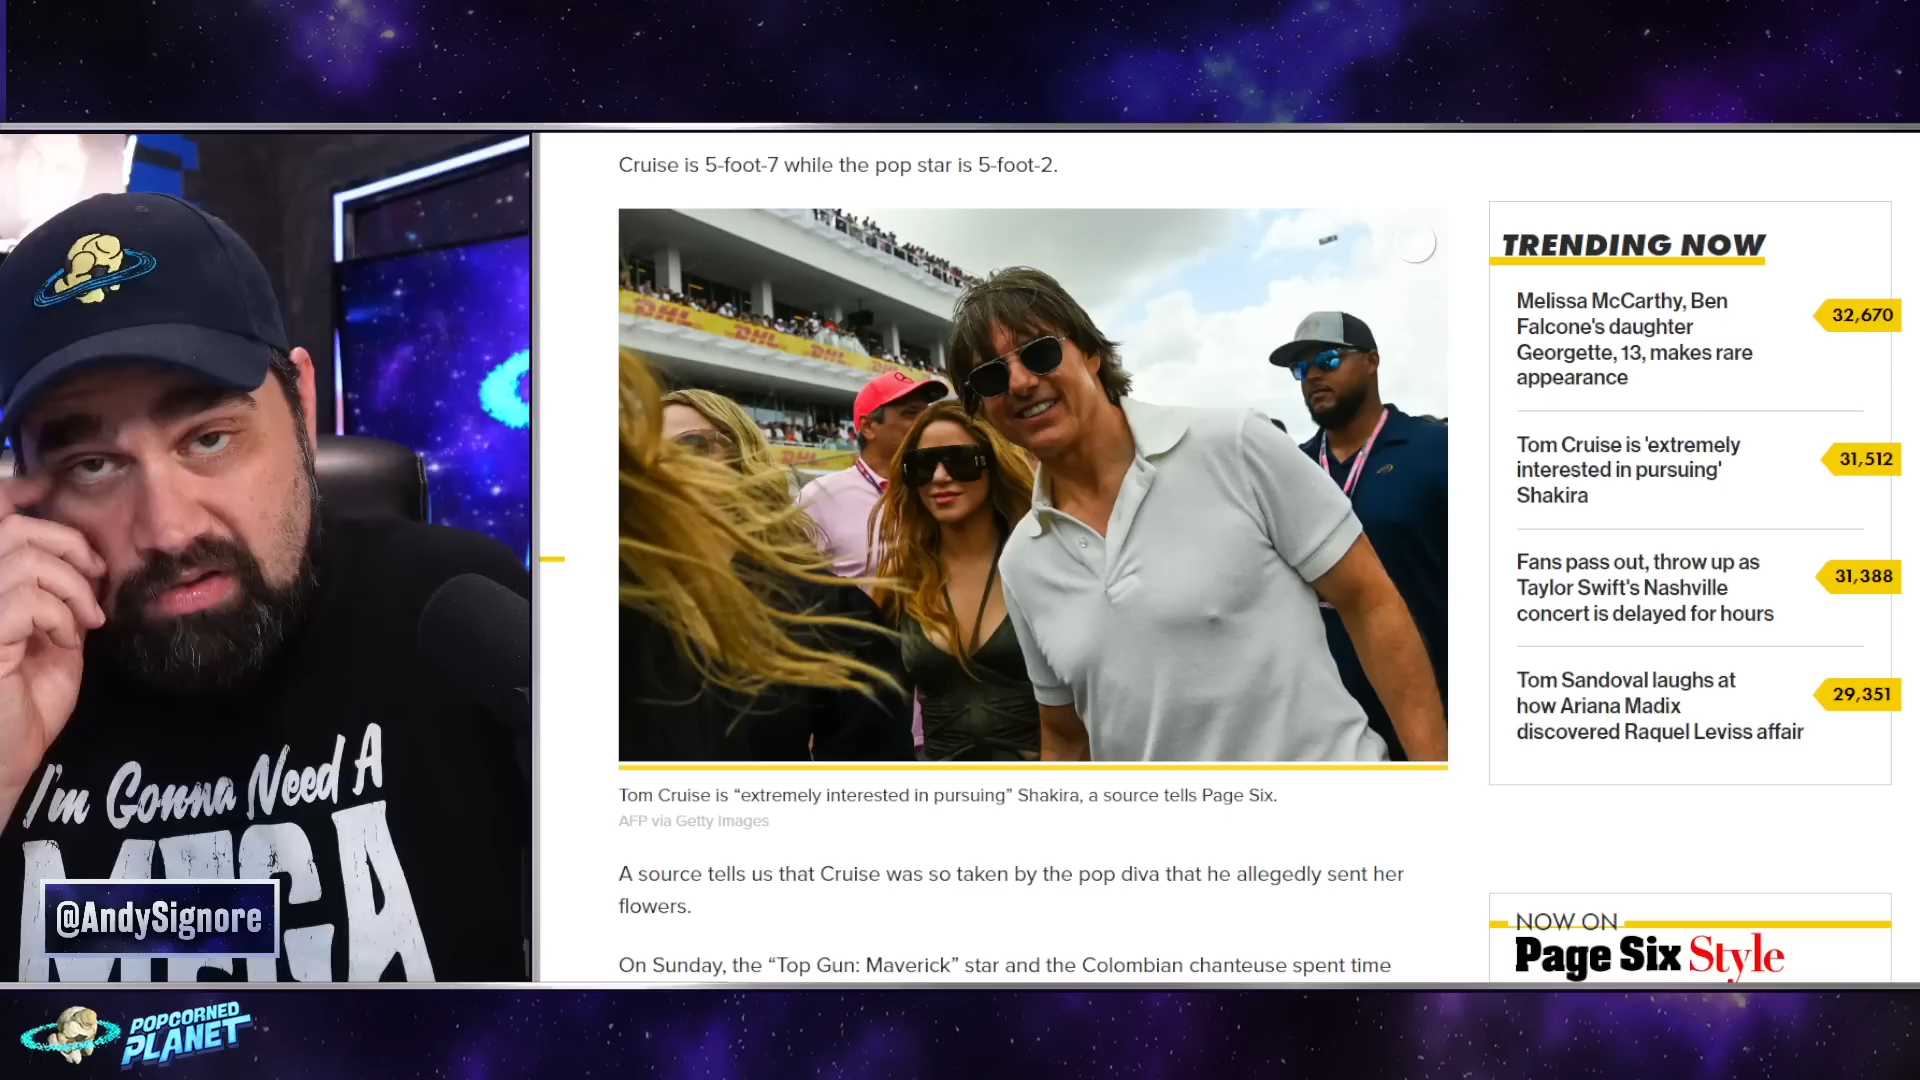 Cruise is 5-foot-7 while the pop star is 5-foot-2.
DHL
DHL
DHL
DHL
Tom Cruise is “extremely interested in pursuing” Shakira, a source tells Page Six.
AFP via Getty Images
A source tells us that Cruise was so taken by the pop diva that he allegedly sent her
flowers.
On Sunday, the “Top Gun: Maverick” star and the Colombian chanteuse spent time
TRENDING NOW
Melissa McCarthy, Ben
Falcone's daughter
Georgette, 13, makes rare
appearance
32,670
Tom Cruise is 'extremely
interested in pursuing'
Shakira
31,512
Fans pass out, throw up as
Taylor Swift's Nashville
concert is delayed for hours
31,388
Tom Sandoval laughs at
how Ariana Madix
discovered Raquel Leviss affair
29,351
NOW ON
Page Six Style
I'm Gonna Need A
MEGA
@AndySignore
POPCORNED
PLANET